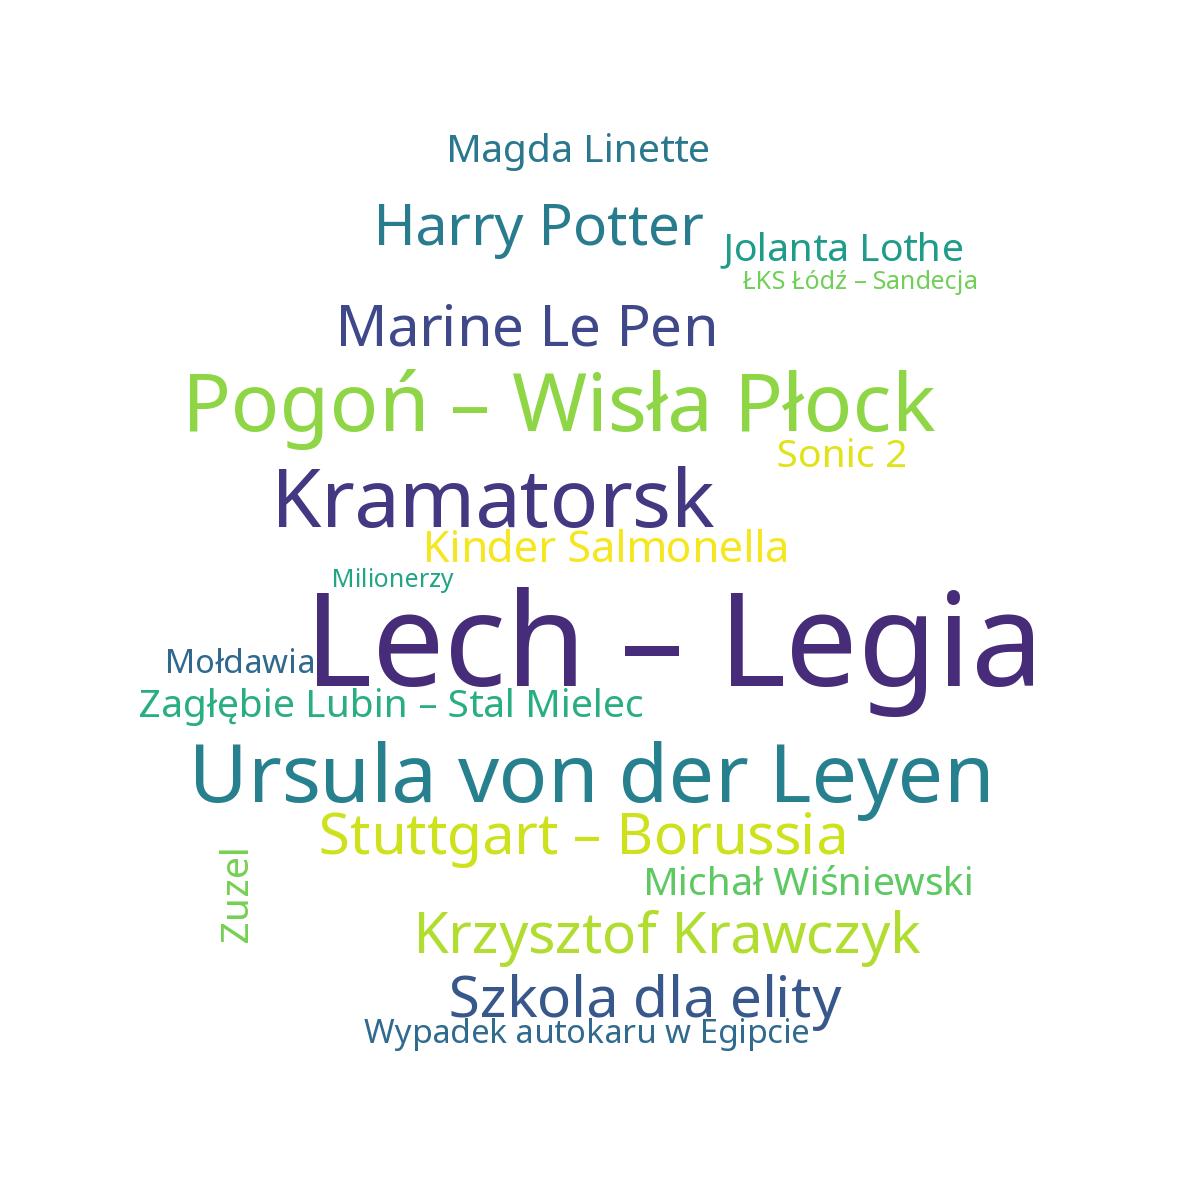 Magda Linette
Harry Potter
Jolanta Lothe
ŁKS Łódź – Sandecja
Marine Le Pen
Pogoń – Wisła Płock
Sonic 2
Kramatorsk
Kinder Salmonella
Milionerzy
Lech – Legia
Mołdawia
Zagłębie Lubin – Stal Mielec
Ursula von der Leyen
Stuttgart – Borussia
Zuzel
Michał Wiśniewski
Krzysztof Krawczyk
Szkola dla elity
Wypadek autokaru w Egipcie